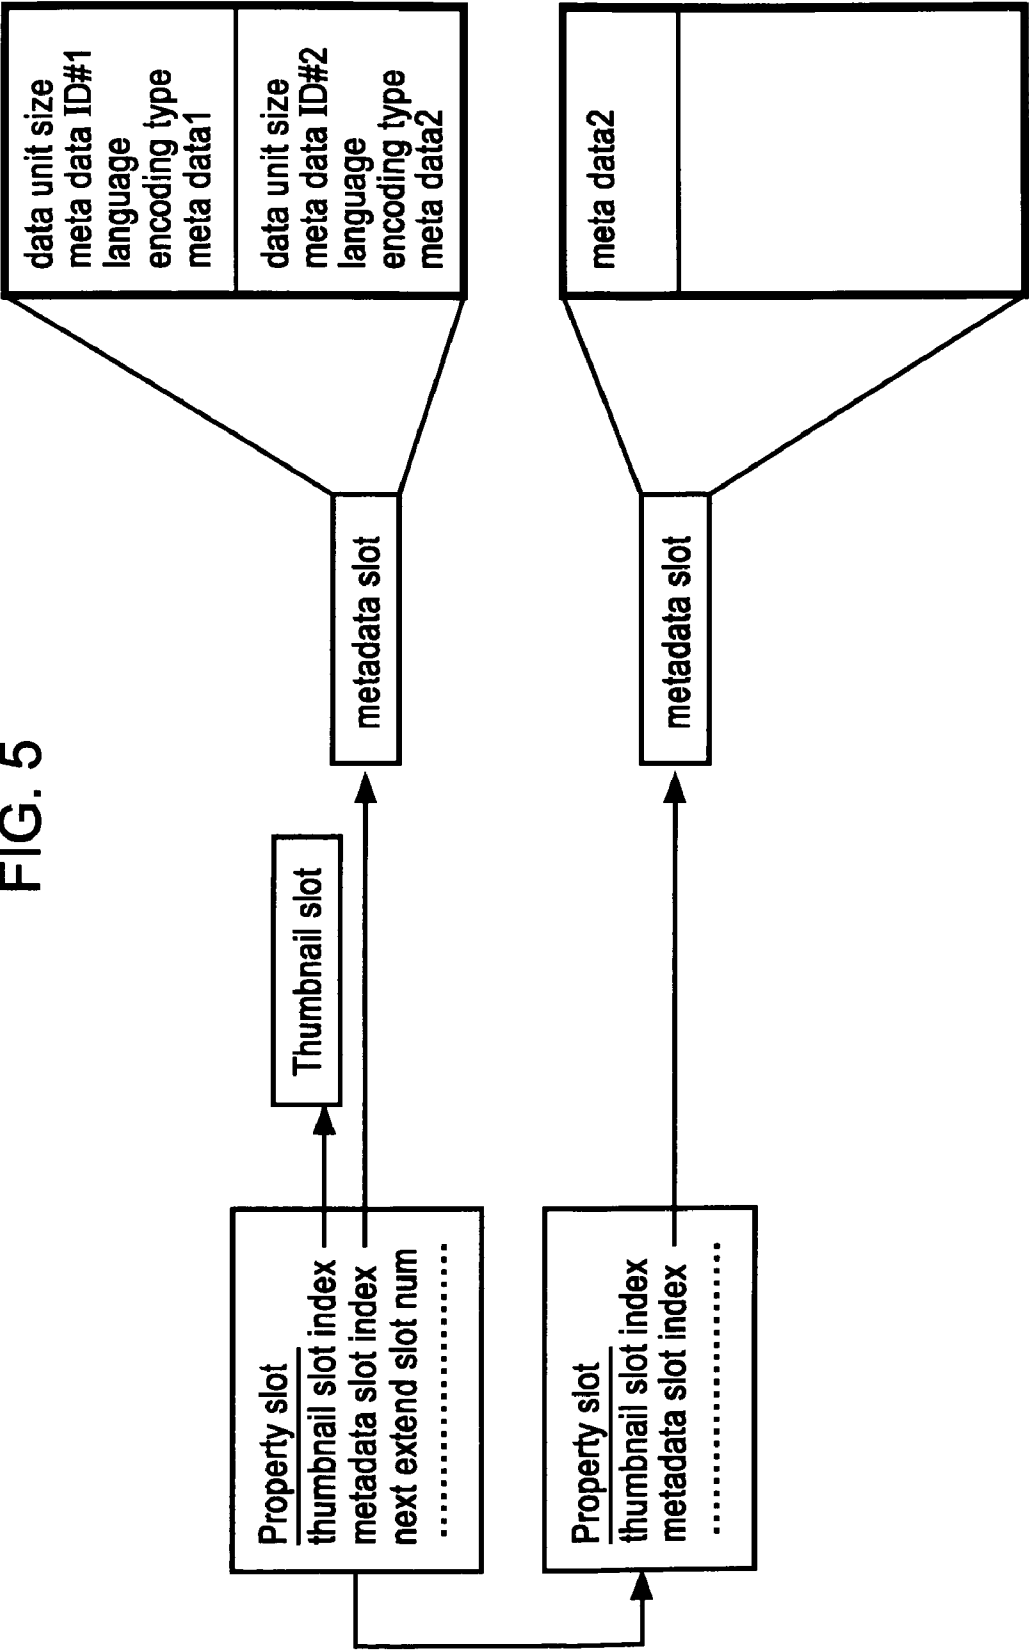 FIG. 5
Property slot
thumbnail slot index
metadata slot index
next extend slot num
Thumbnail slot
metadata slot
data unit size
meta data ID#1
language
encoding type
meta data1
data unit size
meta data ID#2
language
encoding type
meta data2
Property slot
thumbnail slot index
metadata slot index
metadata slot
meta data2